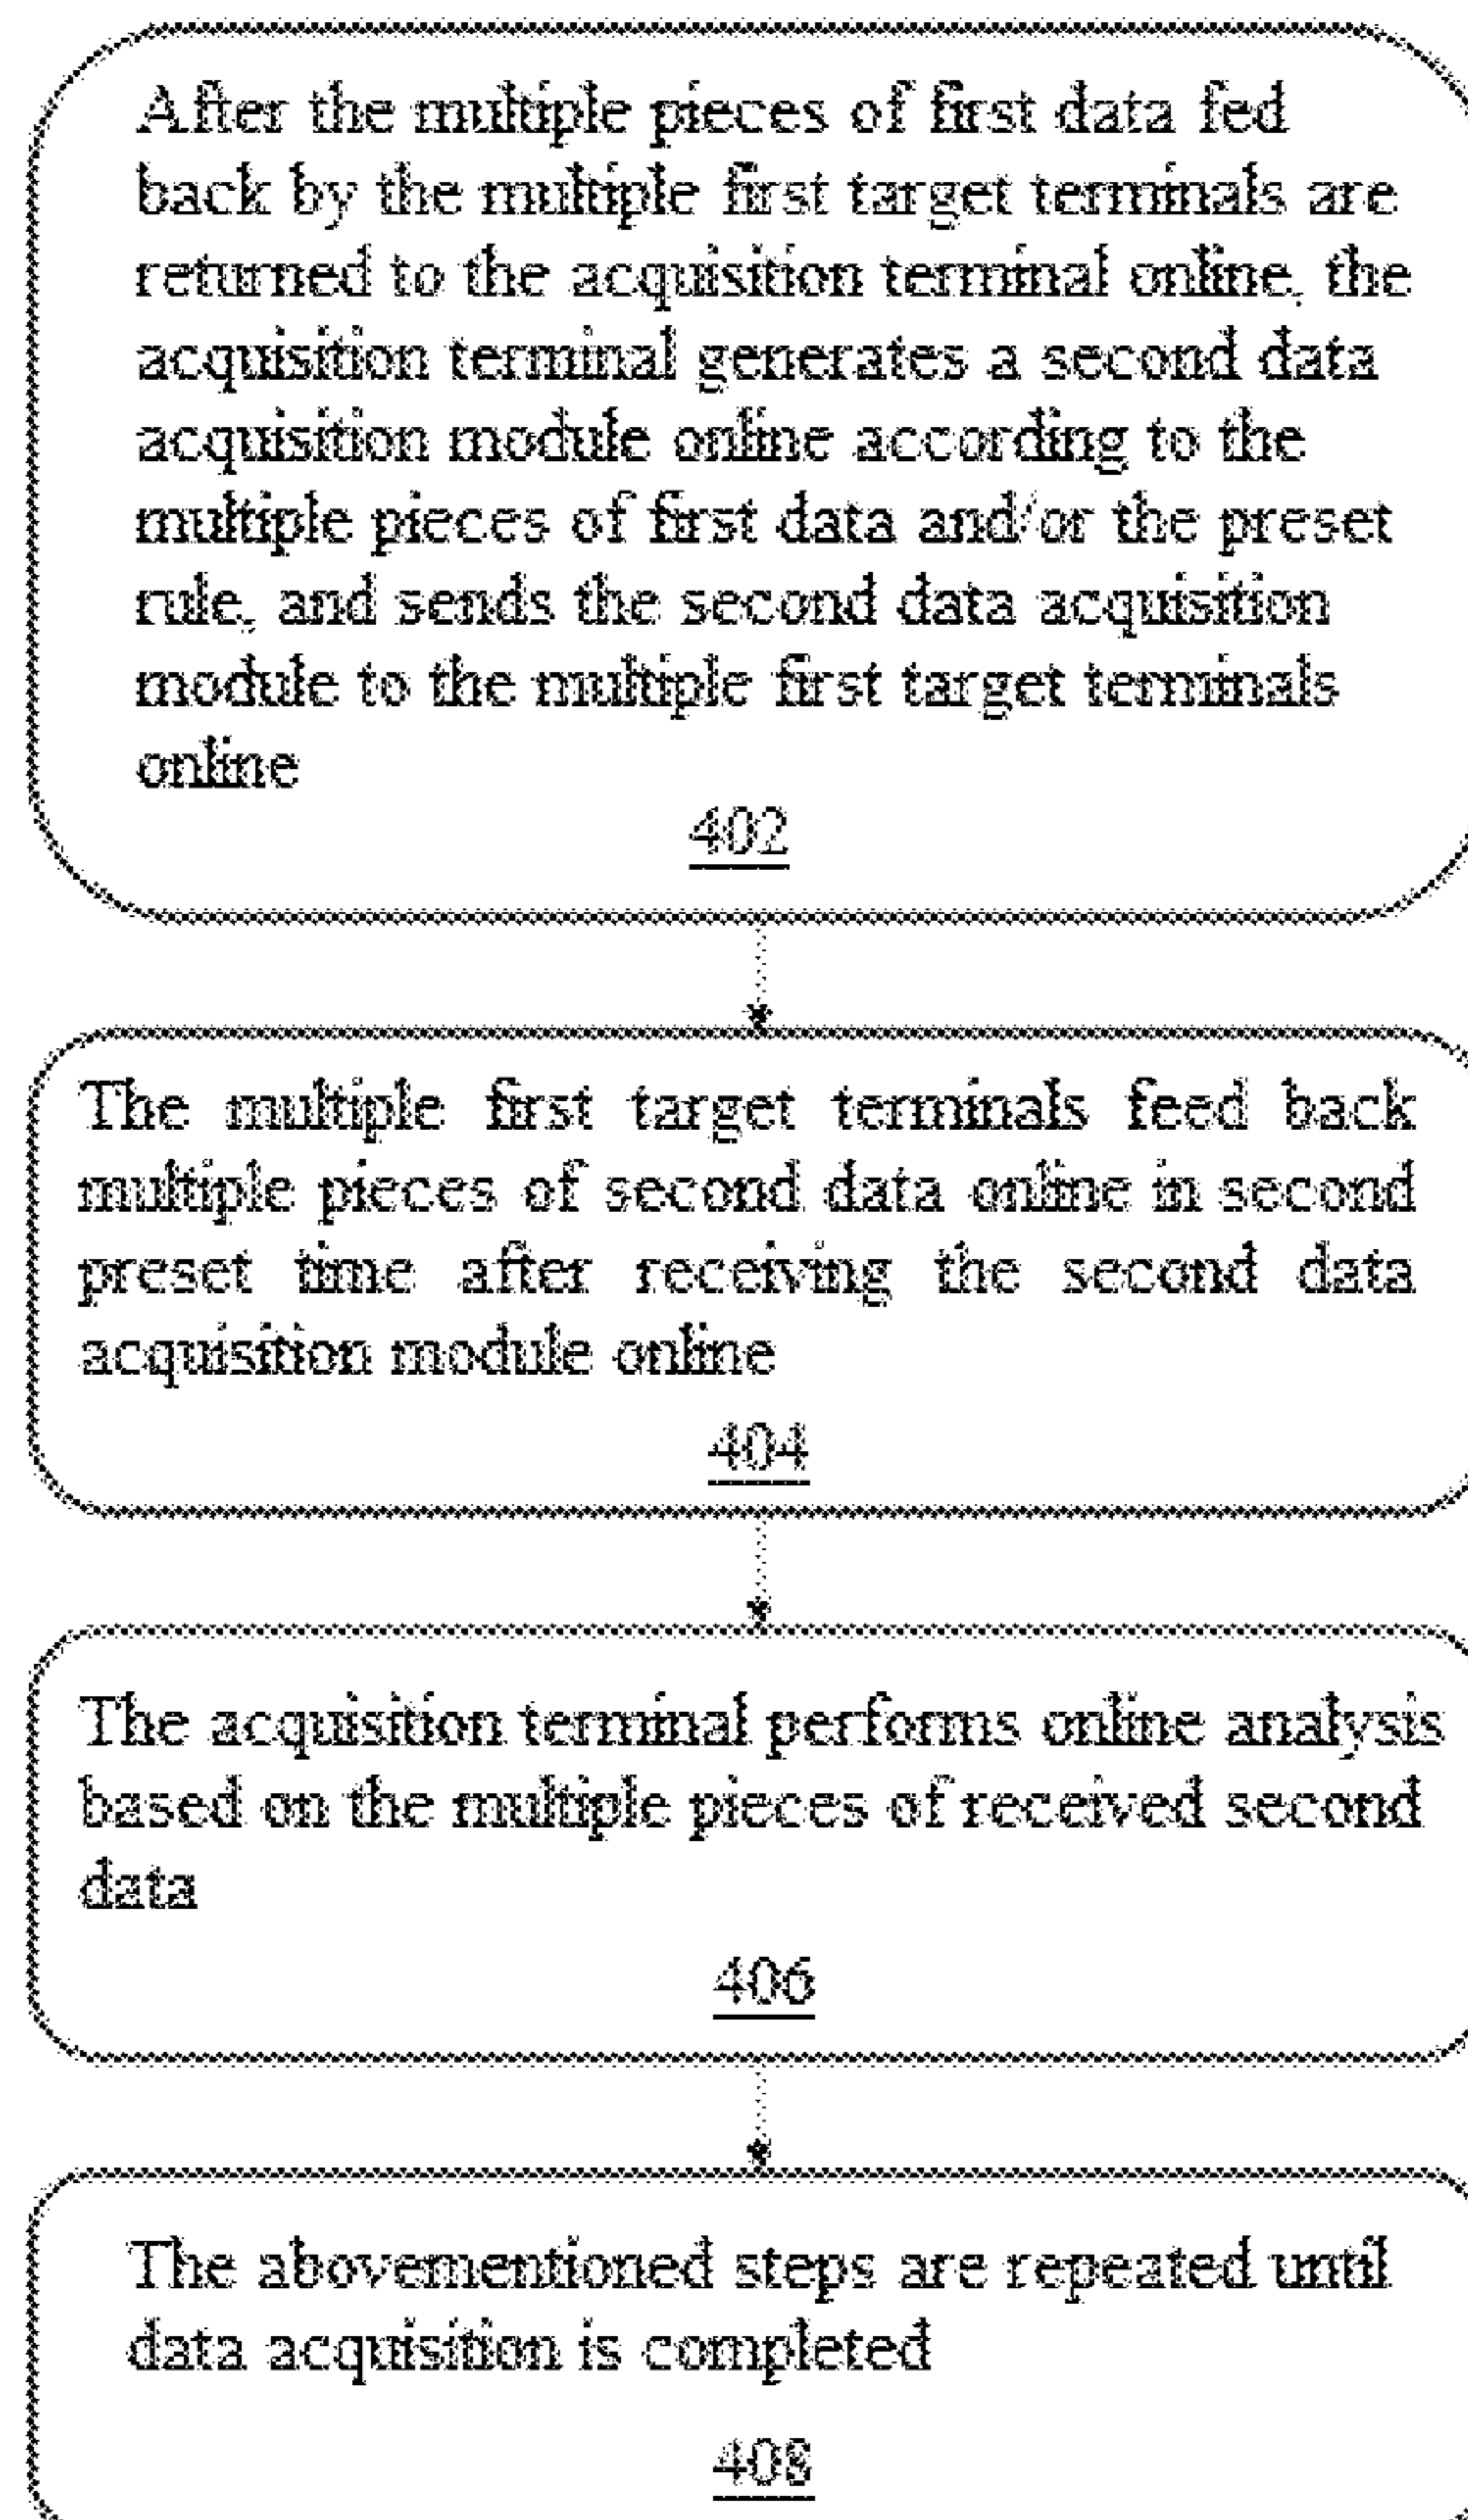 After the multiple pieces of first data fed
back by the multiple first target terminals are
returned to the acquisition terminal online, the
acquisition terminal generates a second data
acquisition module online according to the
multiple pieces of first data and/or the preset
rule, and sends the second data acquisition
module to the multiple first target terminals
online
402
The multiple first target terminals feed back
multiple pieces of second data online in second
preset time after receiving the second data
acquisition module online
404
The acquisition terminal performs online analysis
based on the multiple pieces of received second
data
406
The abovementioned steps are repeated until
data acquisition is completed
408